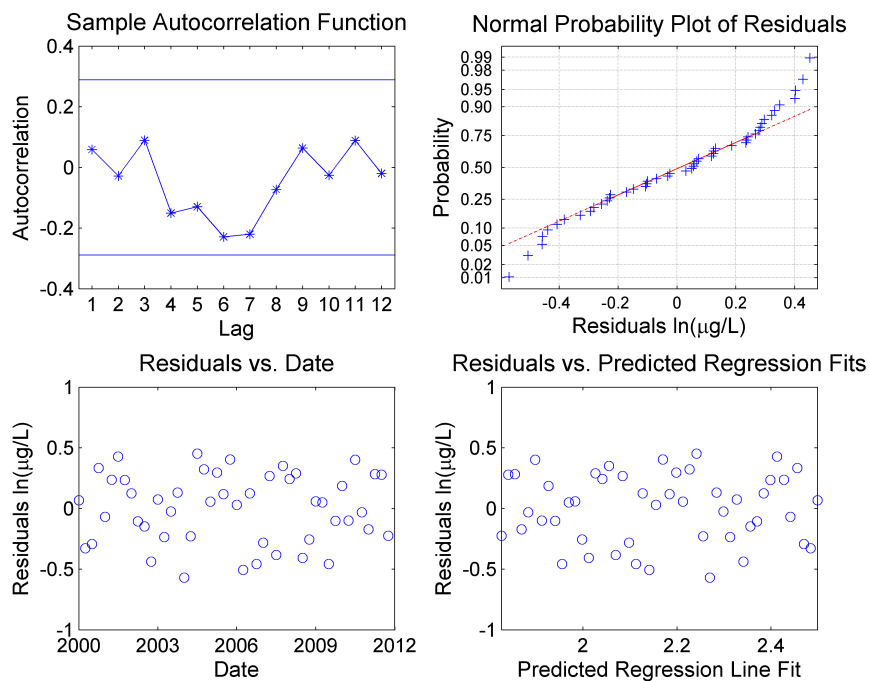 Sample Autocorrelation Function
0.4
0.2
0
-0.2
-0.4
Autocorrelation
1 2 3 4 5 6 7 8 9 10 11 12
Lag
Normal Probability Plot of Residuals
0.99
0.98
0.95
0.90
0.75
0.50
0.25
0.10
0.05
0.02
0.01
Probability
-0.4 -0.2 0 0.2 0.4
Residuals ln(μg/L)
Residuals vs. Date
1
0.5
0
-0.5
-1
Residuals ln(μg/L)
2000 2003 2006 2009 2012
Date
Residuals vs. Predicted Regression Fits
1
0.5
0
-0.5
-1
Residuals ln(μg/L)
2 2.2 2.4
Predicted Regression Line Fit